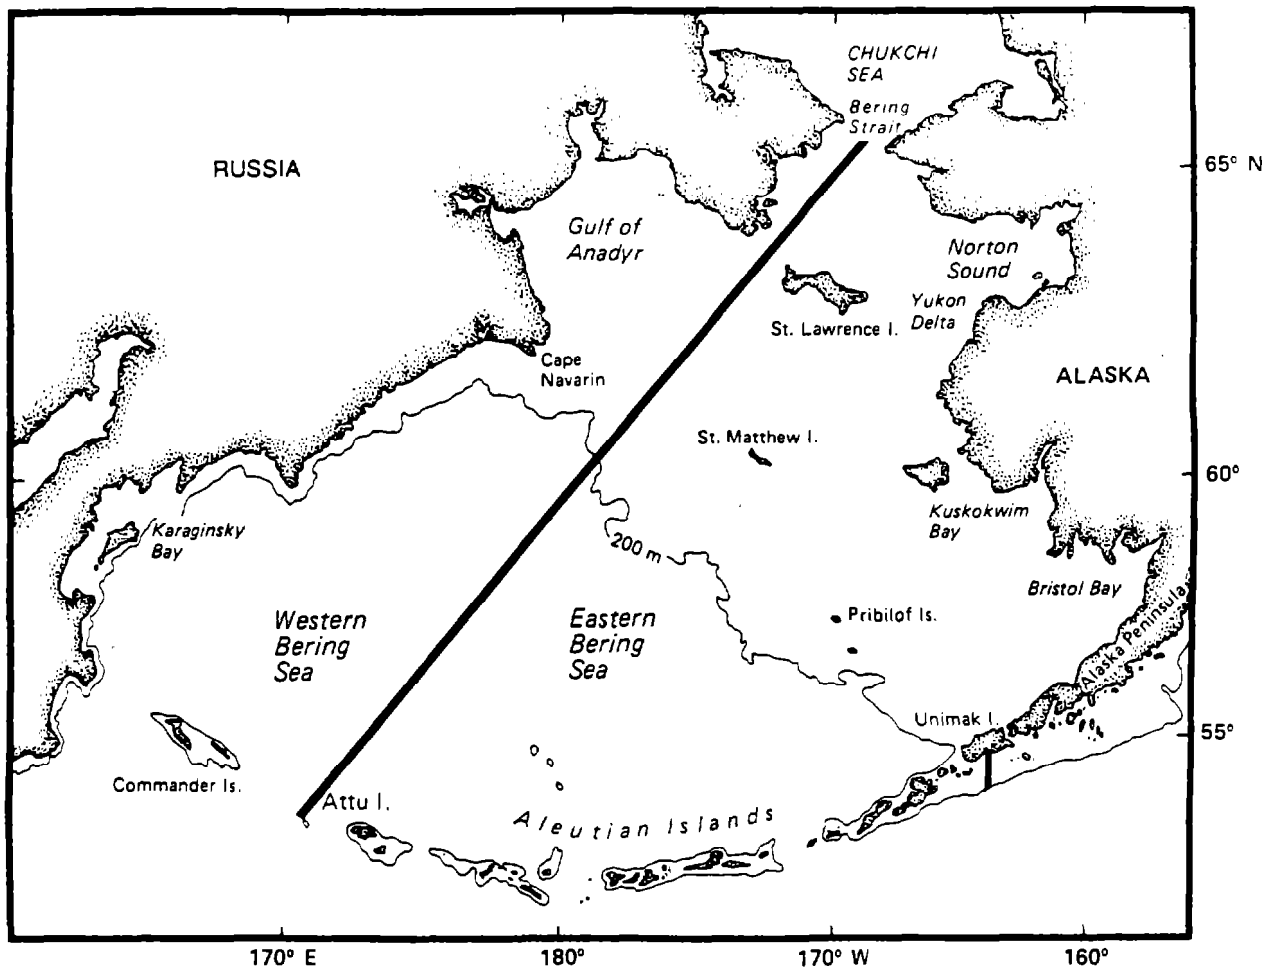 CHUKCHI
SEA
Bering
Strait
RUSSIA
65° N
Gulf of
Anadyr
Norton
Sound
Yukon
Delta
St. Lawrence I.
Cape
Navarin
ALASKA
St. Matthew I.
60°
Kuskokwim
Bay
Karaginsky
Bay
200 m
Bristol Bay
Alaska Peninsula
Western
Bering
Sea
Eastern
Bering
Sea
Pribilof Is.
Unimak I.
55°
Commander Is.
Attu I.
Aleutian Islands
170° E
180°
170° W
160°